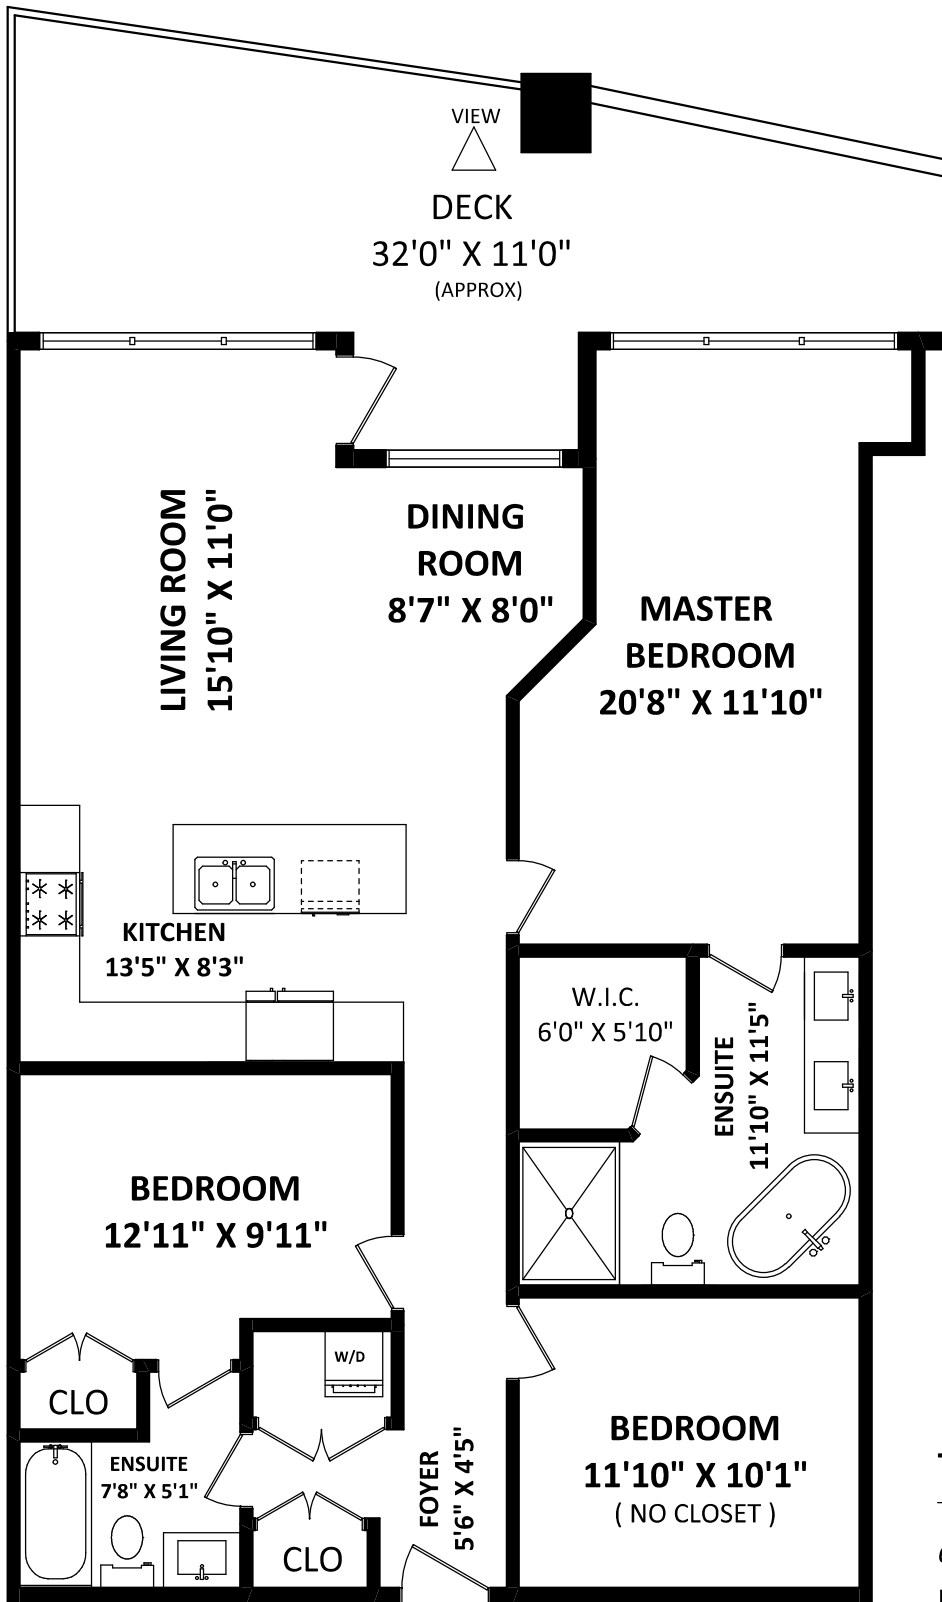 VIEW
DECK
32'0" X 11'0"
(APPROX)
LIVING ROOM
15'10" X 11'0"
DINING
ROOM
8'7" X 8'0"
MASTER
BEDROOM
20'8" X 11'10"
KITCHEN
13'5" X 8'3"
W.I.C.
6'0" X 5'10"
ENSUITE
11'10" X 11'5"
BEDROOM
12'11" X 9'11"
W/D
CLO
ENSUITE
7'8" X 5'1"
CLO
FOYER
5'6" X 4'5"
BEDROOM
11'10" X 10'1"
( NO CLOSET )